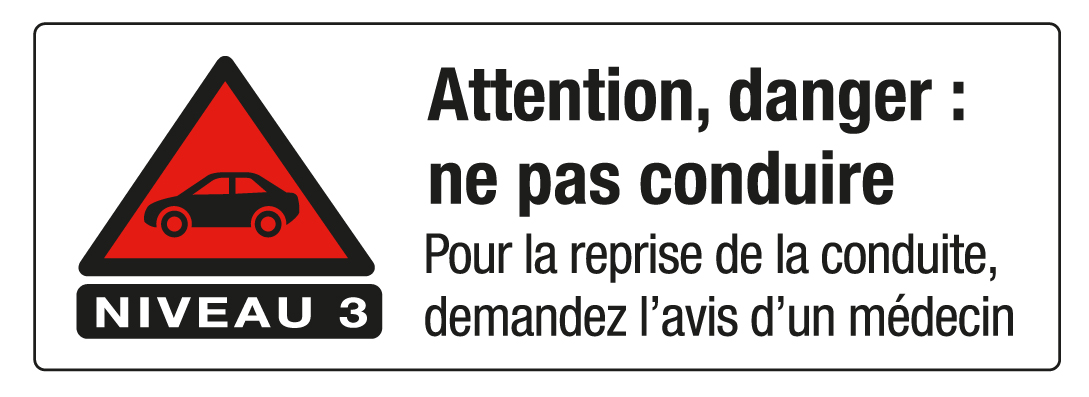 NIVEAU 3
Attention, danger :
ne pas conduire
Pour la reprise de la conduite,
demandez l’avis d’un médecin